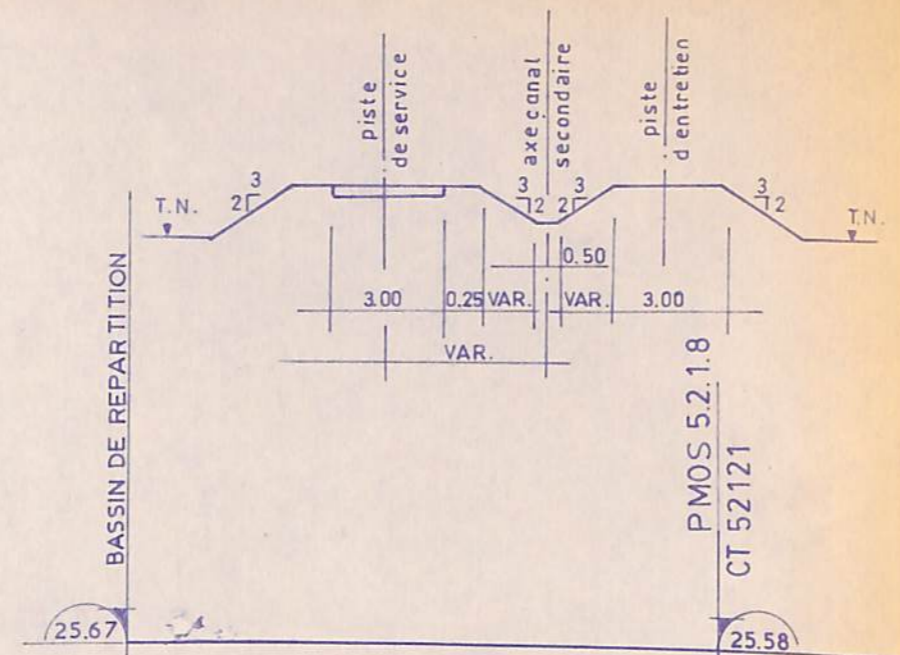 piste
de service
axe çanal
secondaire
piste
d entretien
T.N.
3
2
3
2
2
3
3
2
T.N.
0.50
3.00
0.25
VAR.
VAR.
3.00
VAR.
BASSIN DE REPARTITION
PMOS 5.2.1.8
CT 52121
25.67
25.58